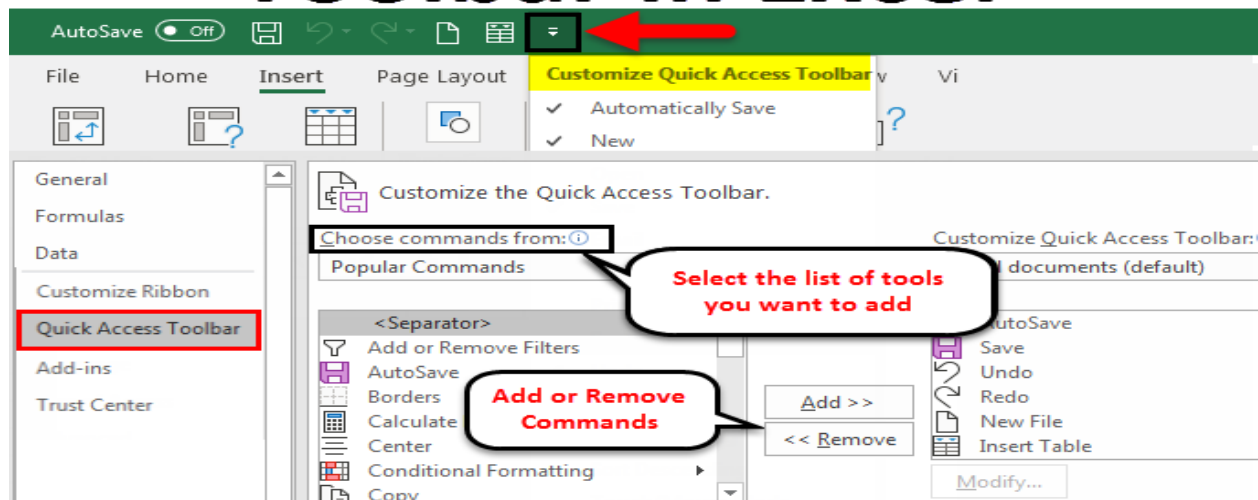 Toolbar in Excel
AutoSave Off
File Home Insert Page Layout Customize Quick Access Toolbar v Vi
Automatically Save
New
General
Formulas
Data
Customize Ribbon
Quick Access Toolbar
Add-ins
Trust Center
Customize the Quick Access Toolbar.
Choose commands from:
Popular Commands
<Separator>
Add or Remove Filters
AutoSave
Borders
Calculate
Center
Conditional Formatting
Copy
Select the list of tools
you want to add
Add or Remove
Commands
Add >>
<< Remove
Customize Quick Access Toolbar:
documents (default)
AutoSave
Save
Undo
Redo
New File
Insert Table
Modify...